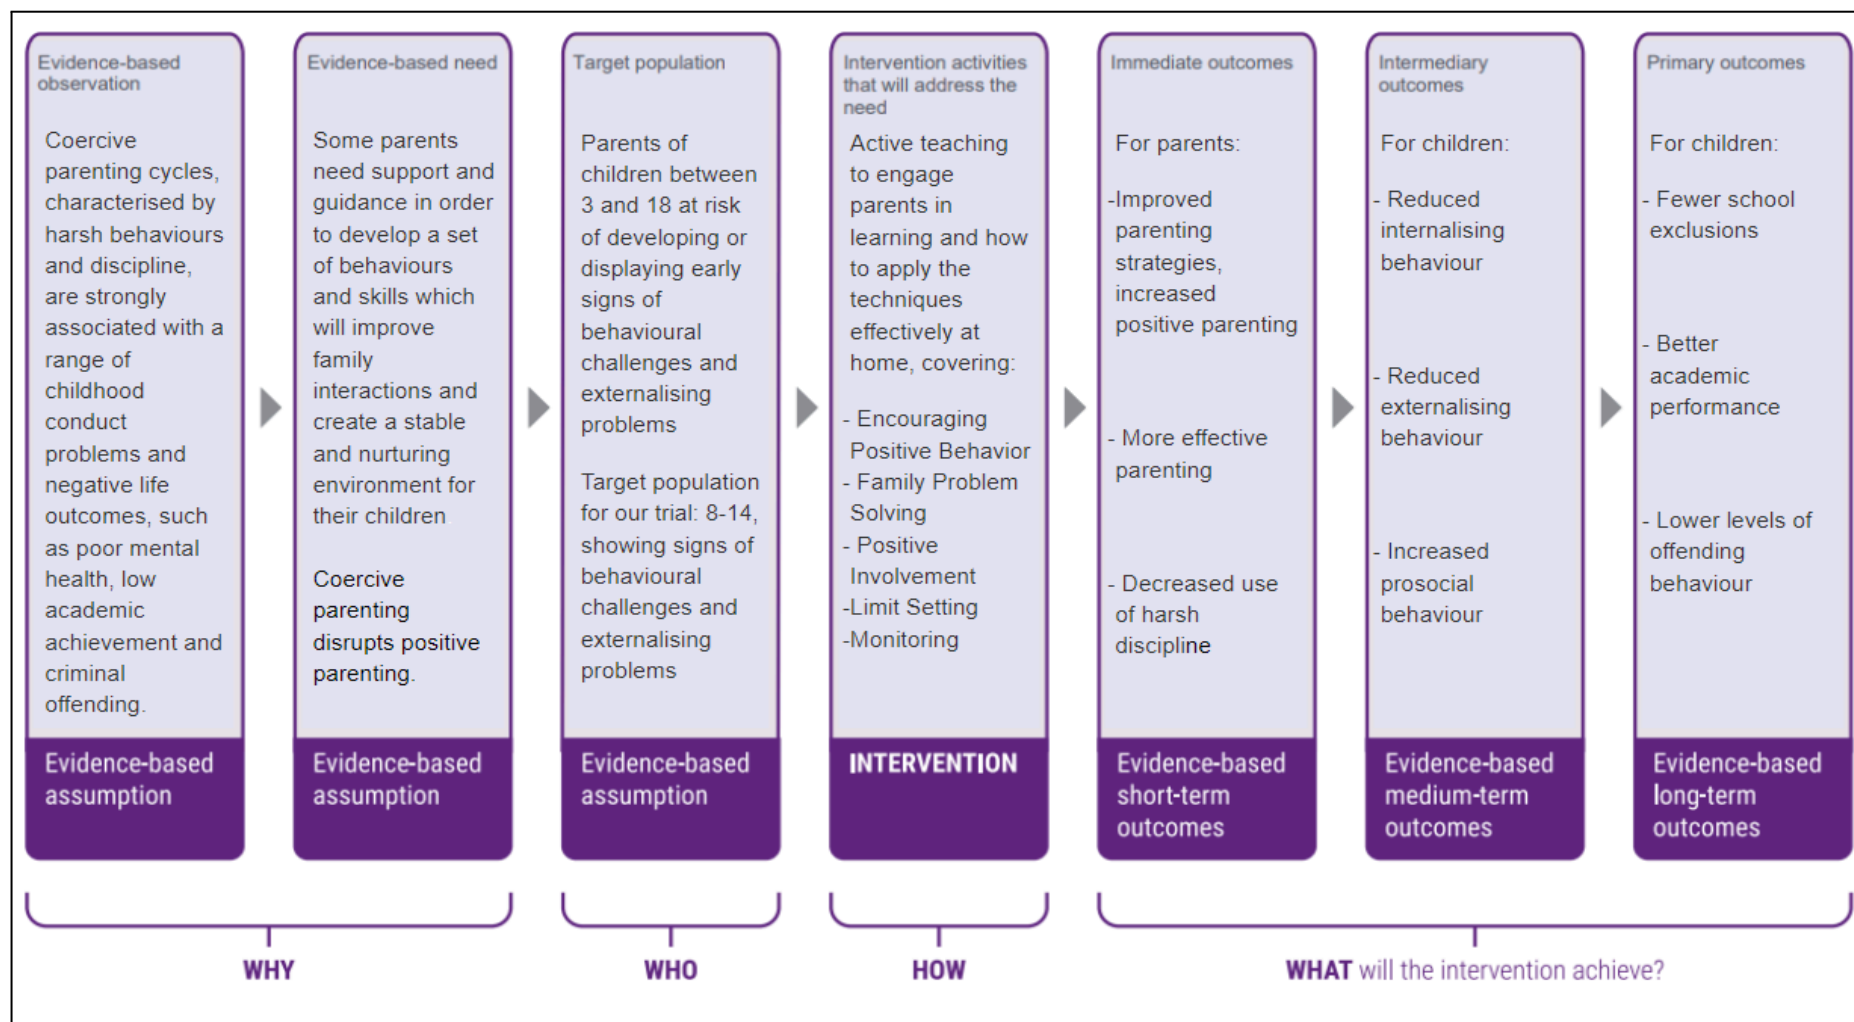 Evidence-based
observation
Coercive
parenting cycles,
characterised by
harsh behaviours
and discipline,
are strongly
associated with a
range of
childhood
conduct
problems and
negative life
outcomes, such
as poor mental
health, low
academic
achievement and
criminal
offending.
Evidence-based
assumption
Evidence-based need
Some parents
need support and
guidance in order
to develop a set
of behaviours
and skills which
will improve
family
interactions and
create a stable
and nurturing
environment for
their children.
Coercive
parenting
disrupts positive
parenting.
Evidence-based
assumption
Target population
Parents of
children between
3 and 18 at risk
of developing or
displaying early
signs of
behavioural
challenges and
externalising
problems
Target population
for our trial: 8-14,
showing signs of
behavioural
challenges and
externalising
problems
Evidence-based
assumption
Intervention activities
that will address the
need
Active teaching
to engage
parents in
learning and how
to apply the
techniques
effectively at
home, covering:
- Encouraging
Positive Behavior
- Family Problem
Solving
- Positive
Involvement
-Limit Setting
-Monitoring
INTERVENTION
Immediate outcomes
For parents:
-Improved
parenting
strategies,
increased
positive parenting
- More effective
parenting
- Decreased use
of harsh
discipline
Evidence-based
short-term
outcomes
Intermediary
outcomes
For children:
- Reduced
internalising
behaviour
- Reduced
externalising
behaviour
- Increased
prosocial
behaviour
Evidence-based
medium-term
outcomes
Primary outcomes
For children:
- Fewer school
exclusions
- Better
academic
performance
- Lower levels of
offending
behaviour
Evidence-based
long-term
outcomes
WHY
WHO
HOW
WHAT will the intervention achieve?